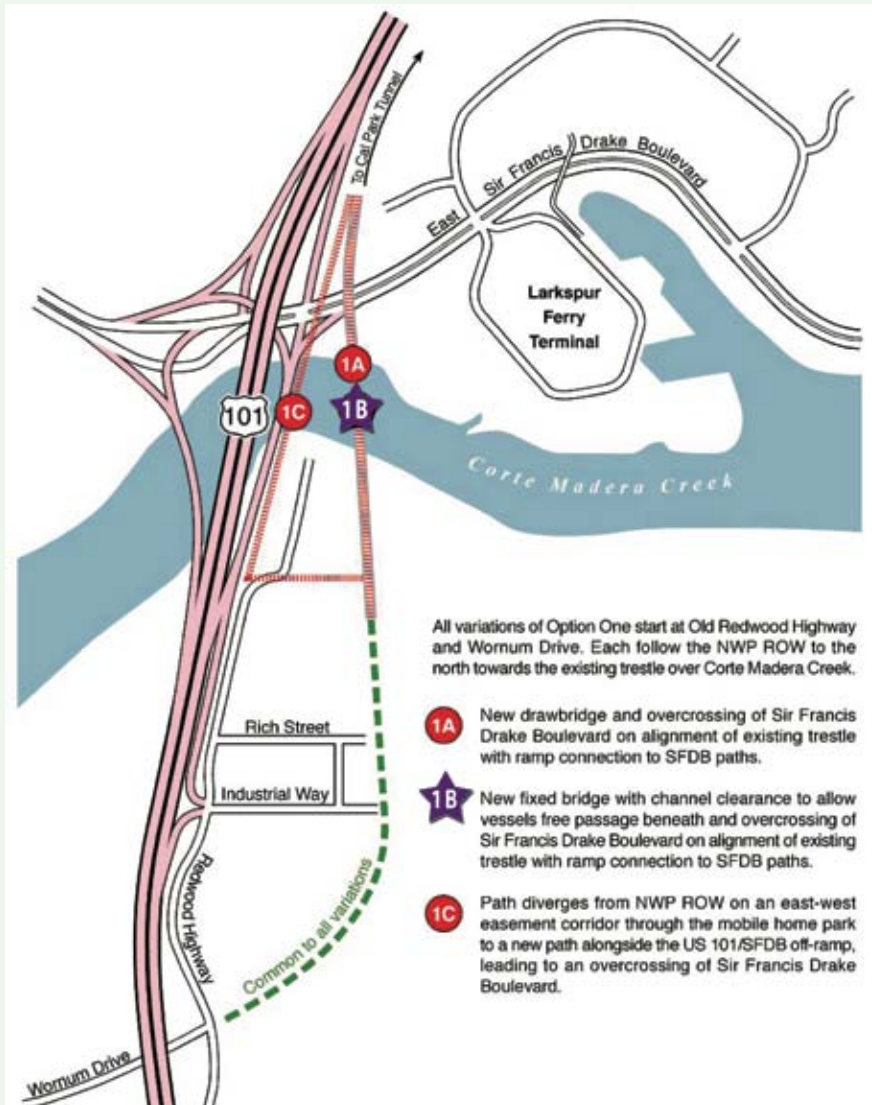 To Cal Park Tunnel
East Sir Francis Drake Boulevard
Larkspur
Ferry
Terminal
1A
101
1C
1B
Corte Madera Creek
All variations of Option One start at Old Redwood Highway
and Wornum Drive. Each follow the NWP ROW to the
north towards the existing trestle over Corte Madera Creek.
1A
New drawbridge and overcrossing of Sir Francis
Drake Boulevard on alignment of existing trestle
with ramp connection to SFDB paths.
Rich Street
Industrial Way
1B
New fixed bridge with channel clearance to allow
vessels free passage beneath and overcrossing of
Sir Francis Drake Boulevard on alignment of existing
trestle with ramp connection to SFDB paths.
Redwood Highway
Common to all variations
1C
Path diverges from NWP ROW on an east-west
easement corridor through the mobile home park
to a new path alongside the US 101/SFDB off-ramp,
leading to an overcrossing of Sir Francis Drake
Boulevard.
Wornum Drive